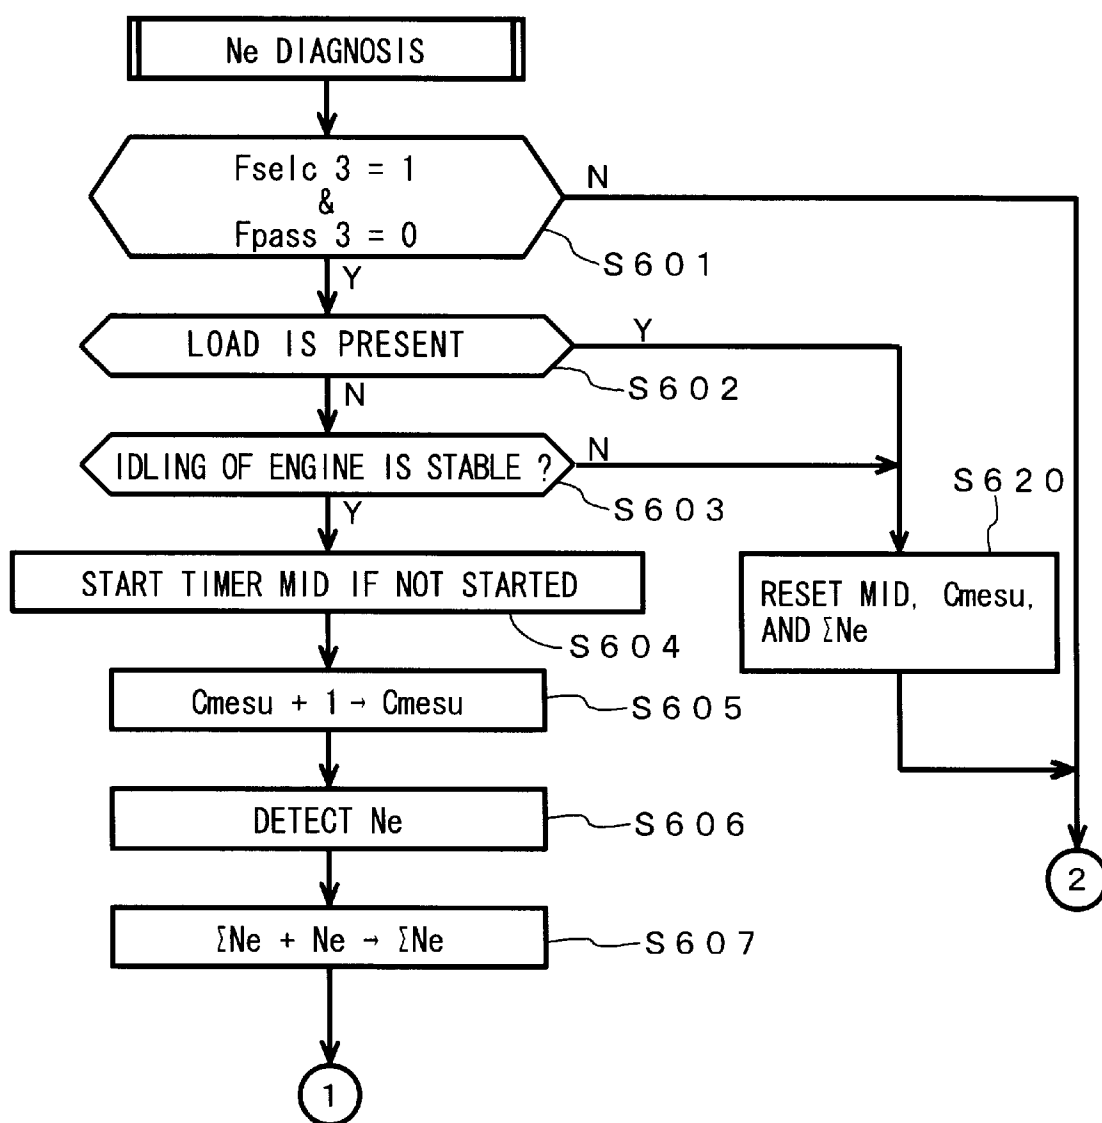 Ne DIAGNOSIS
Fselc 3 = 1
&
Fpass 3 = 0
N
S601
Y
LOAD IS PRESENT
Y
S602
N
IDLING OF ENGINE IS STABLE ?
N
S603
Y
S620
START TIMER MID IF NOT STARTED
S604
RESET MID, Cmesu,
AND ΣNe
Cmesu + 1 → Cmesu
S605
DETECT Ne
S606
2
ΣNe + Ne → ΣNe
S607
1